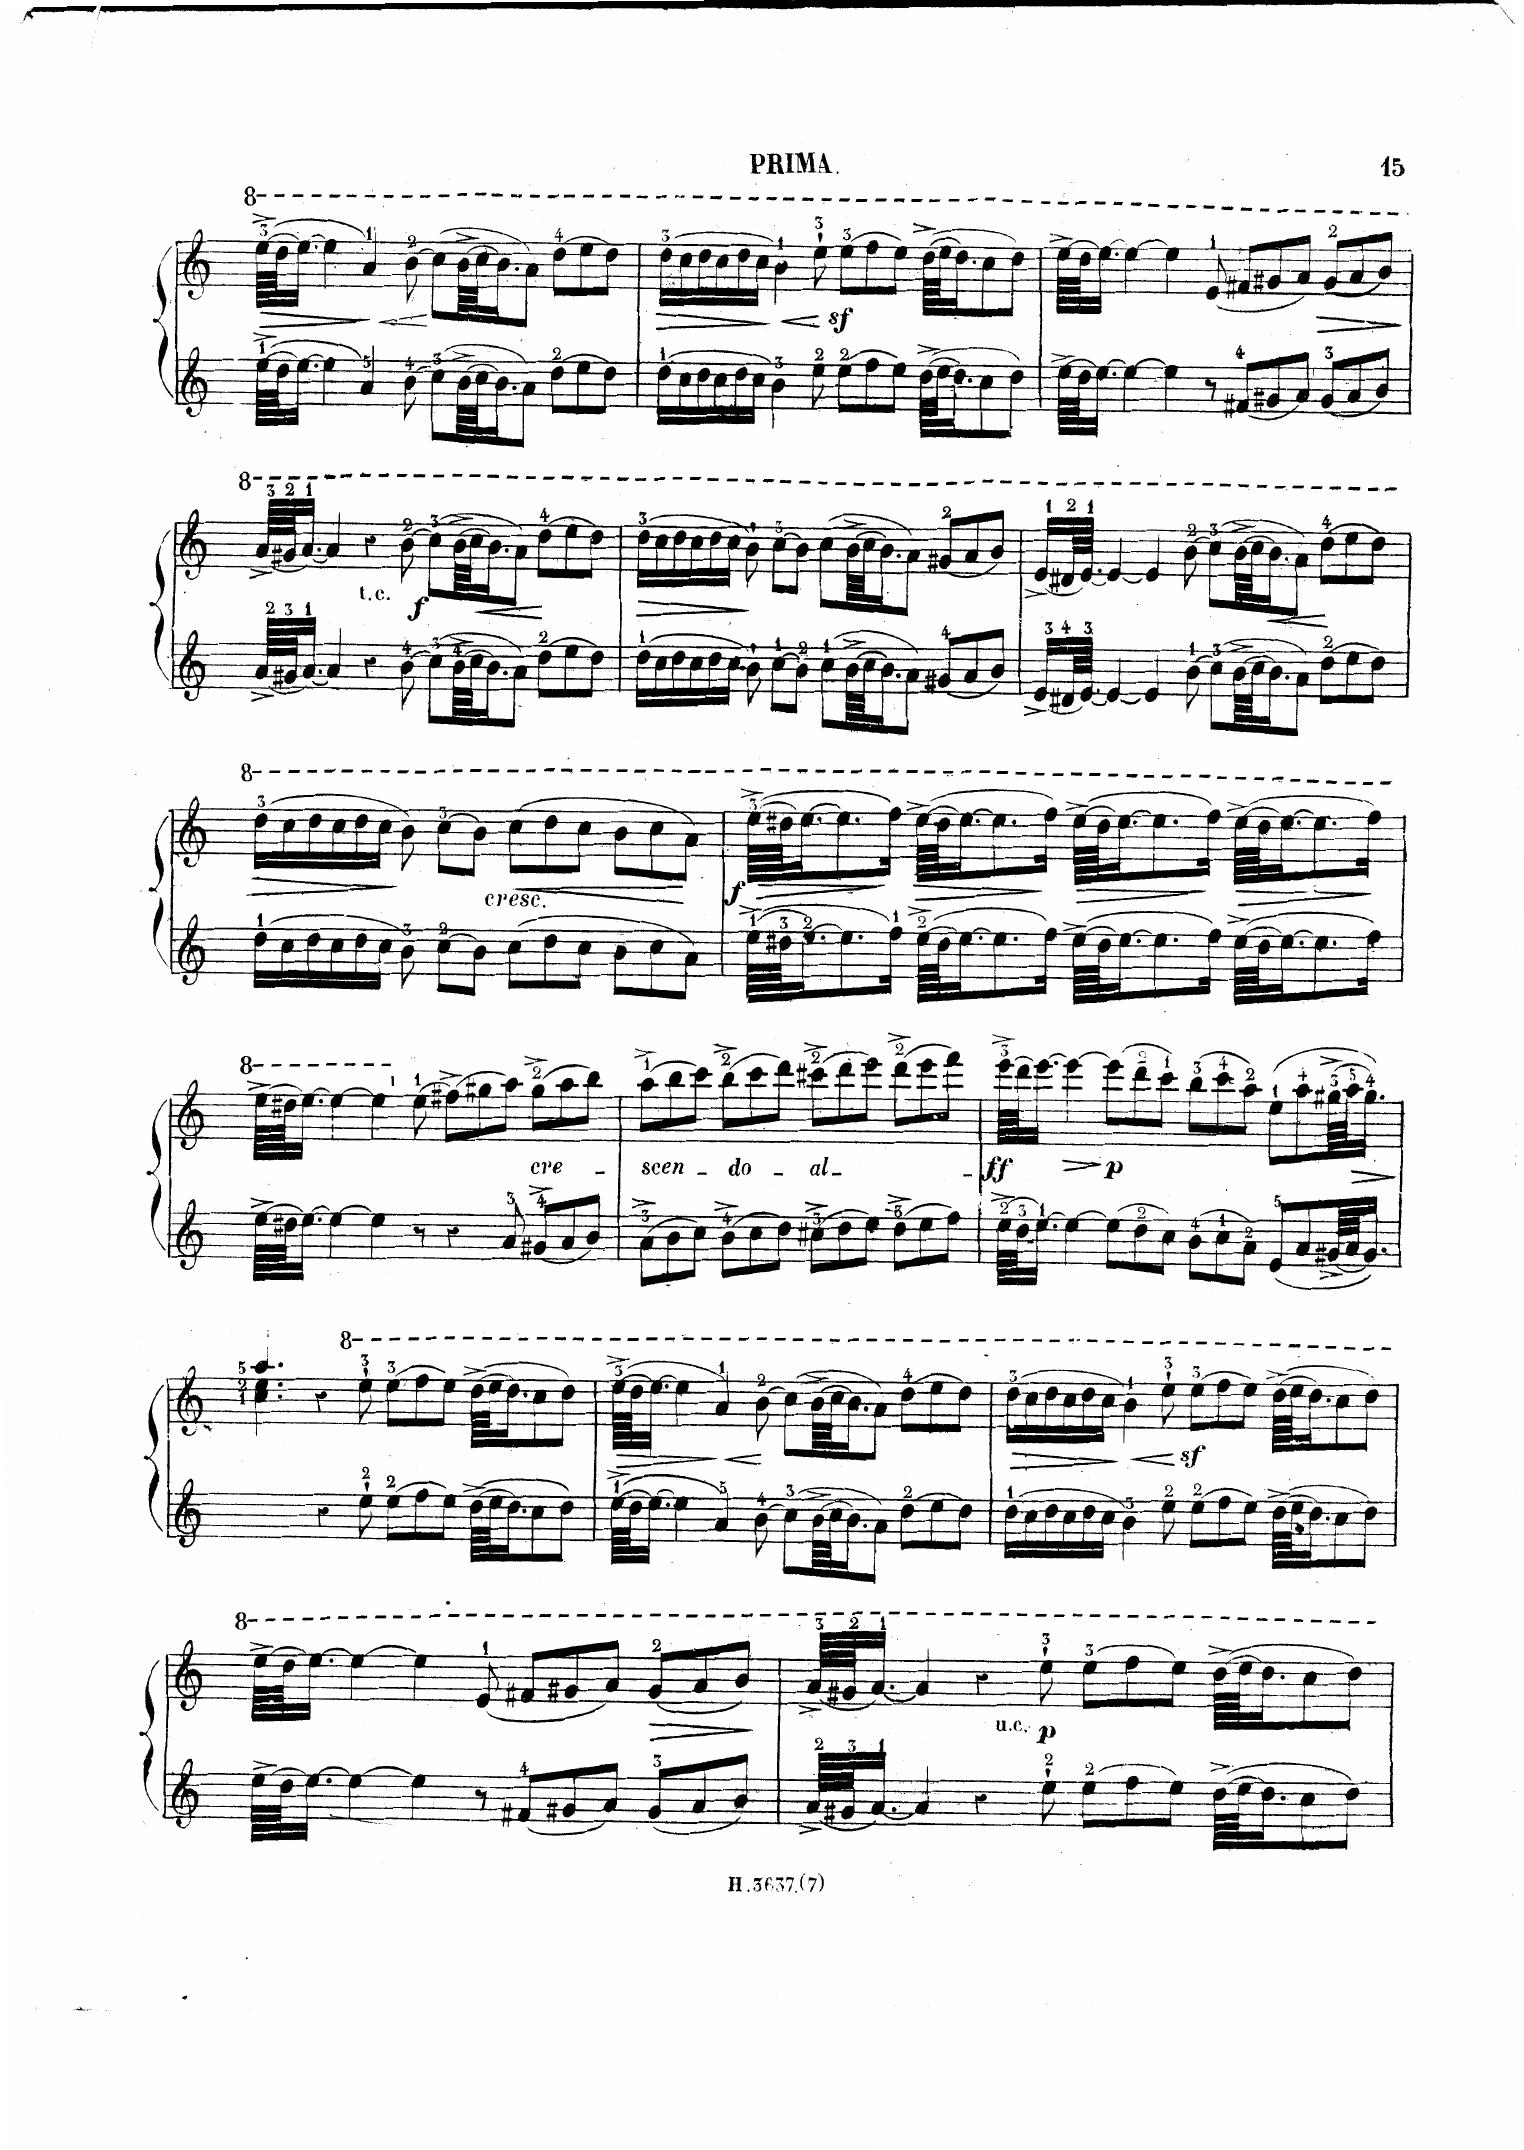 PRIMA.
15
8
sf
8
t.c.
f
8
cresc.
f
8
cre - scen - do - al - - ff p
8
sf
8
u.c. p
H.3637.(7)